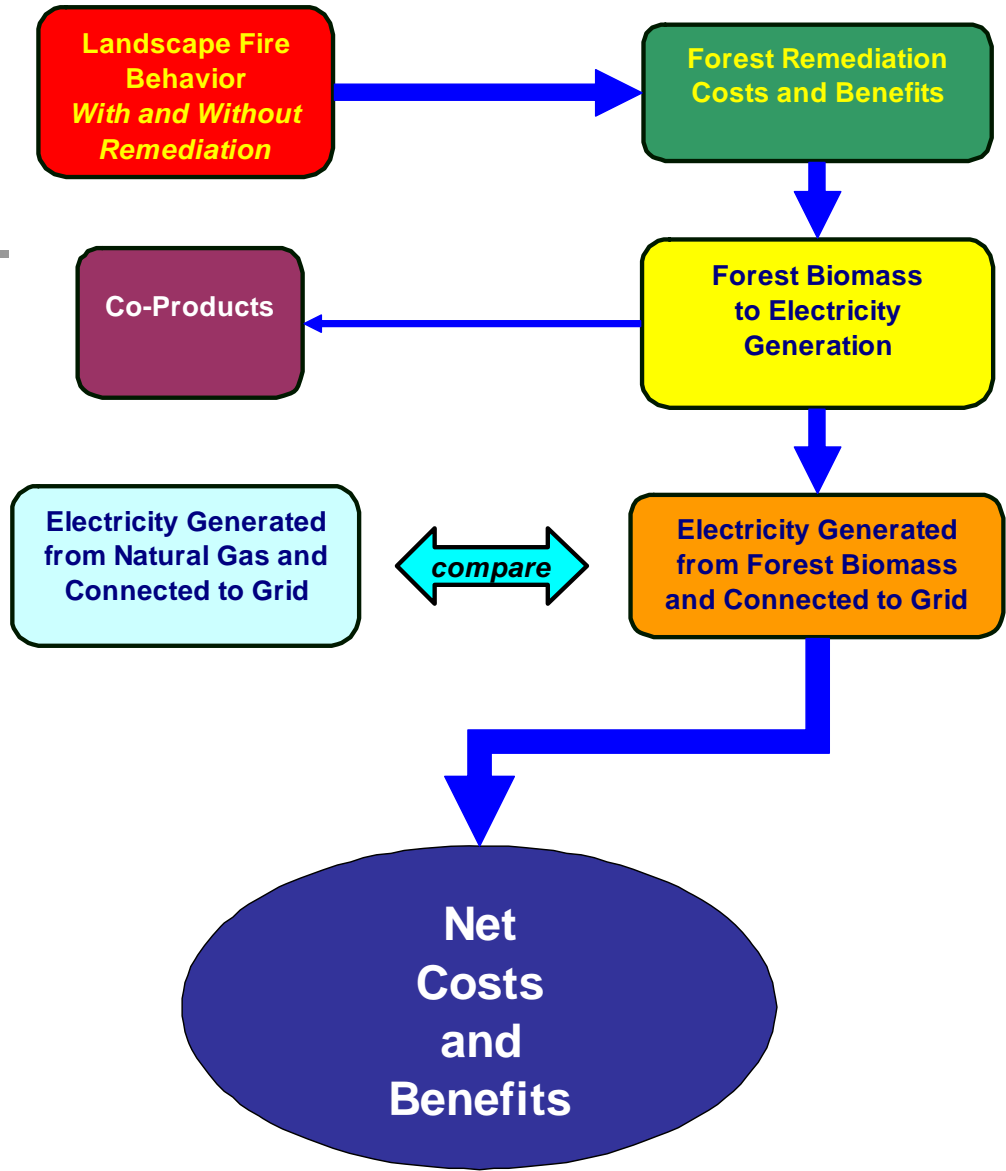 Landscape Fire
Behavior
With and Without
Remediation
Forest Remediation
Costs and Benefits
Co-Products
Forest Biomass
to Electricity
Generation
Electricity Generated
from Natural Gas and
Connected to Grid
compare
Electricity Generated
from Forest Biomass
and Connected to Grid
Net
Costs
and
Benefits